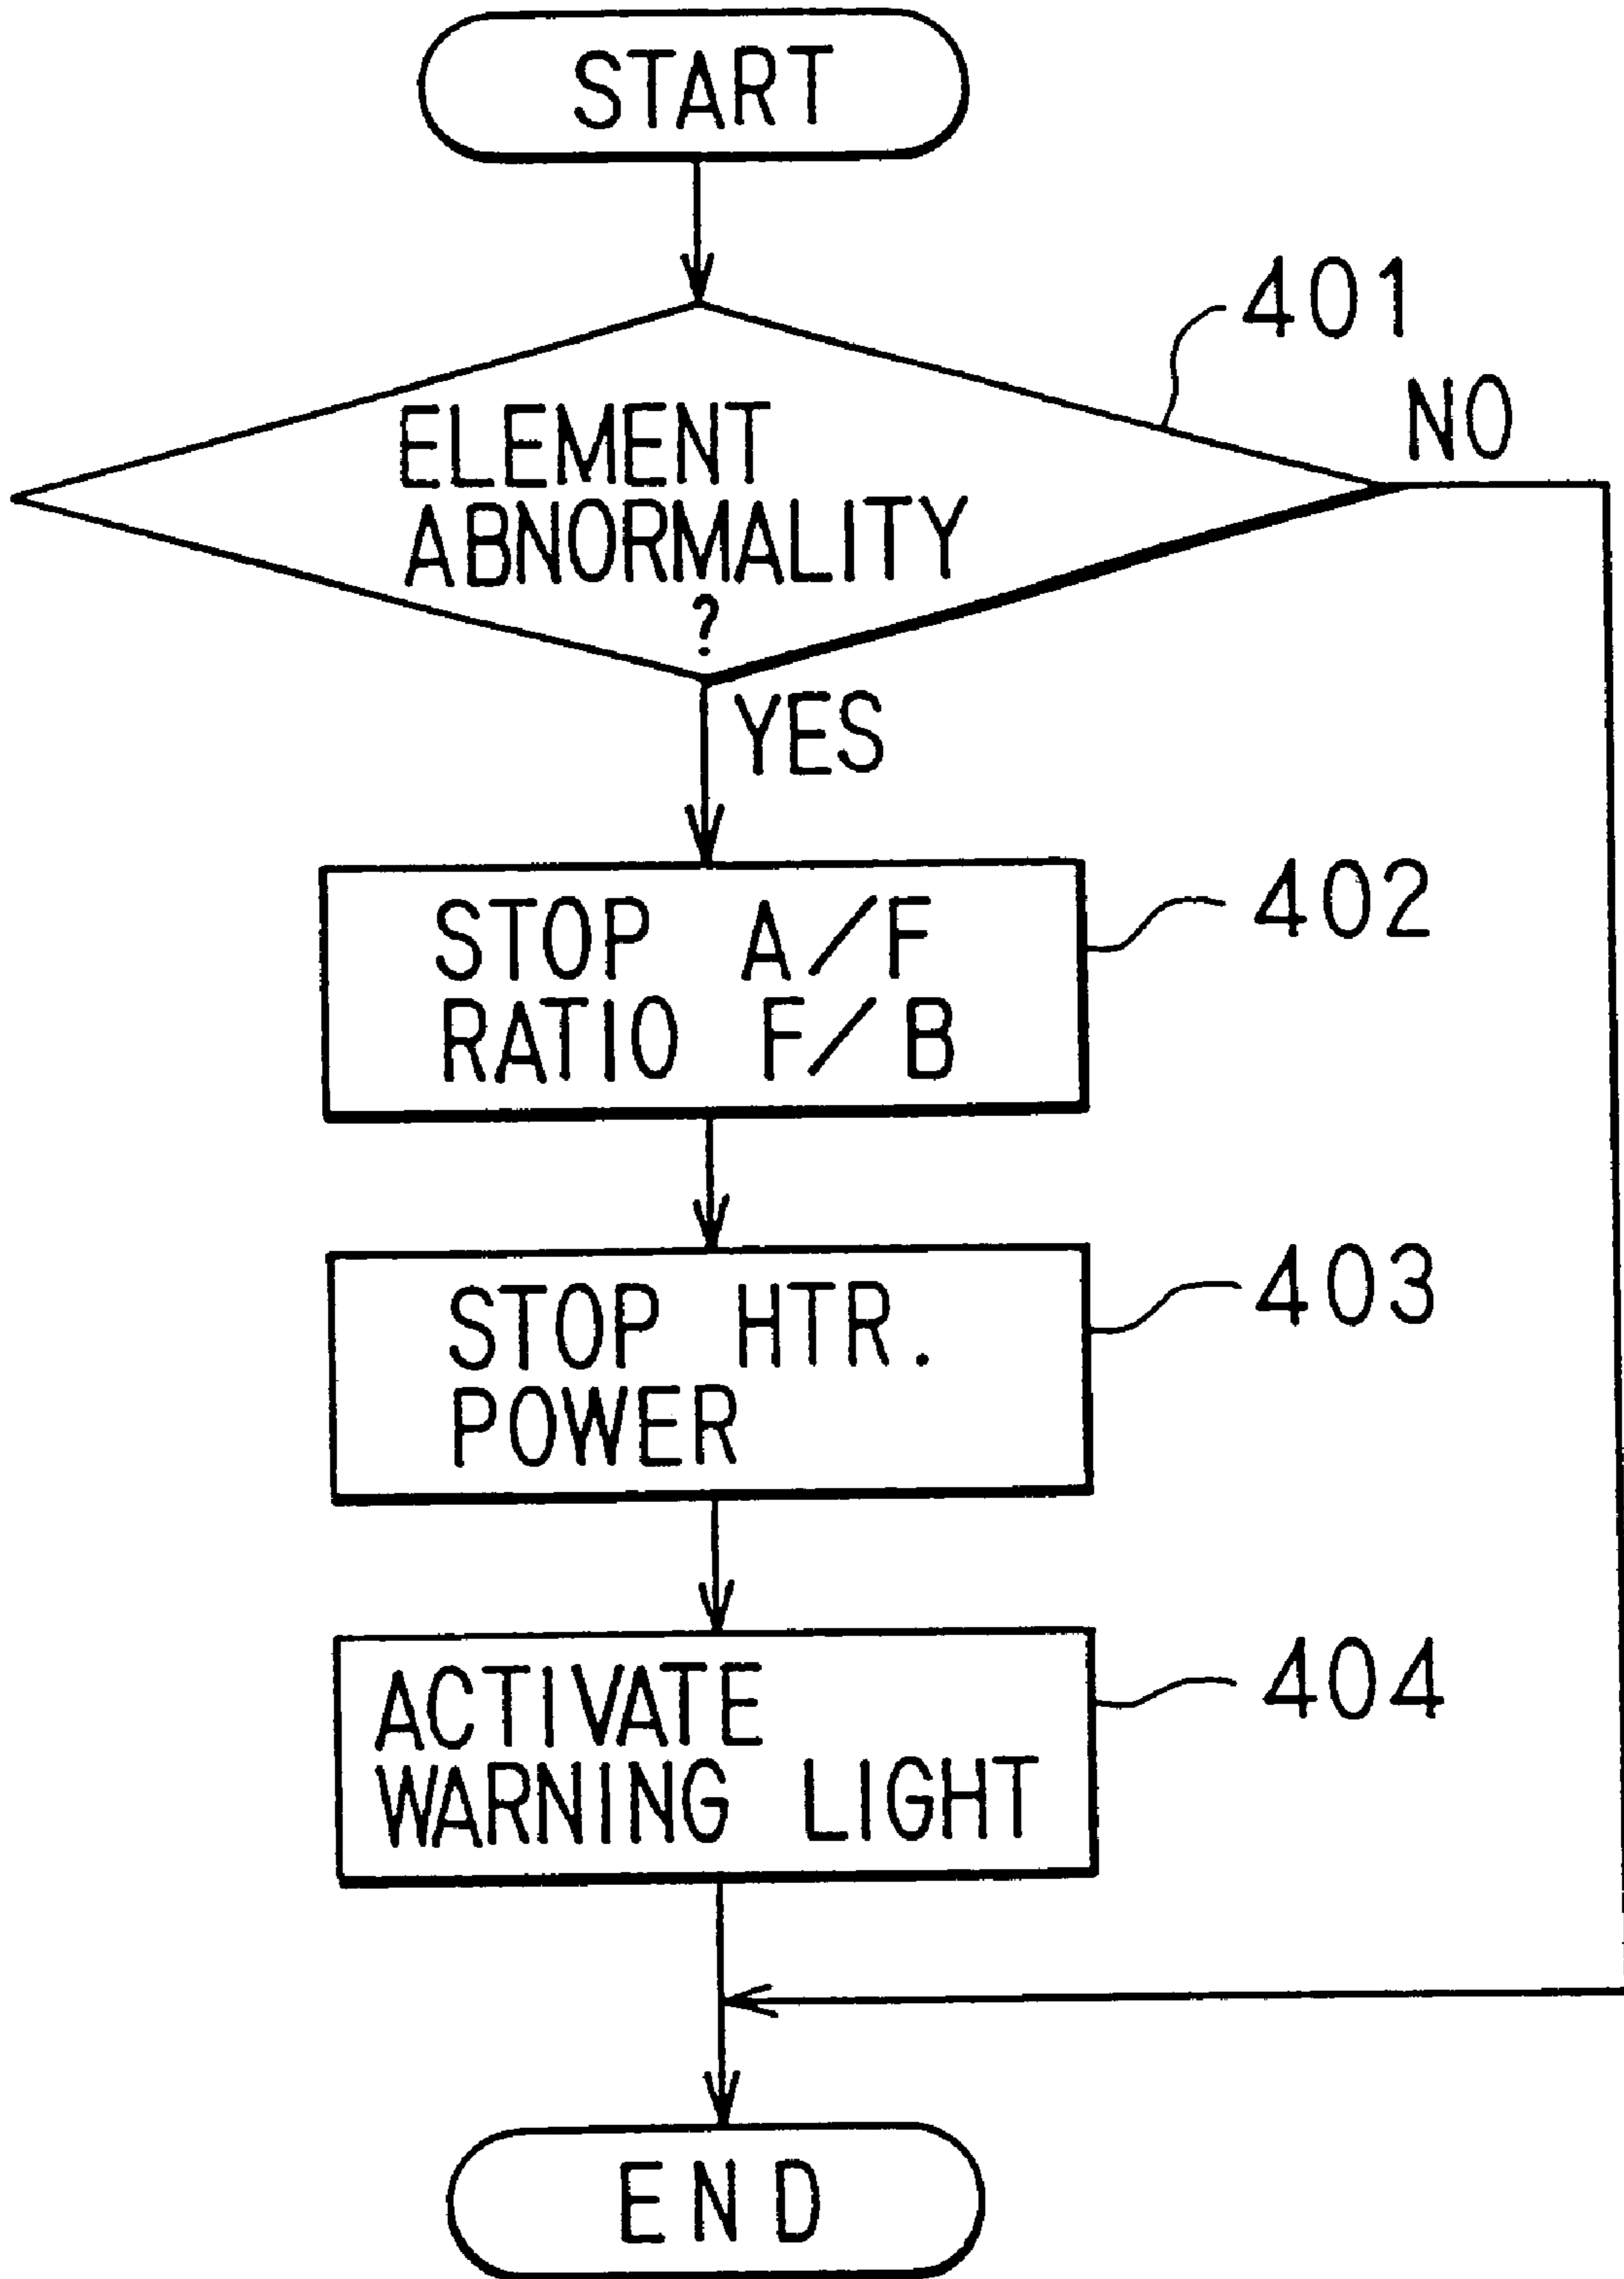 START
401
NO
ELEMENT
ABNORMALITY
?
YES
STOP A/F
RATIO F/B
402
STOP HTR.
POWER
403
ACTIVATE
WARNING LIGHT
404
END